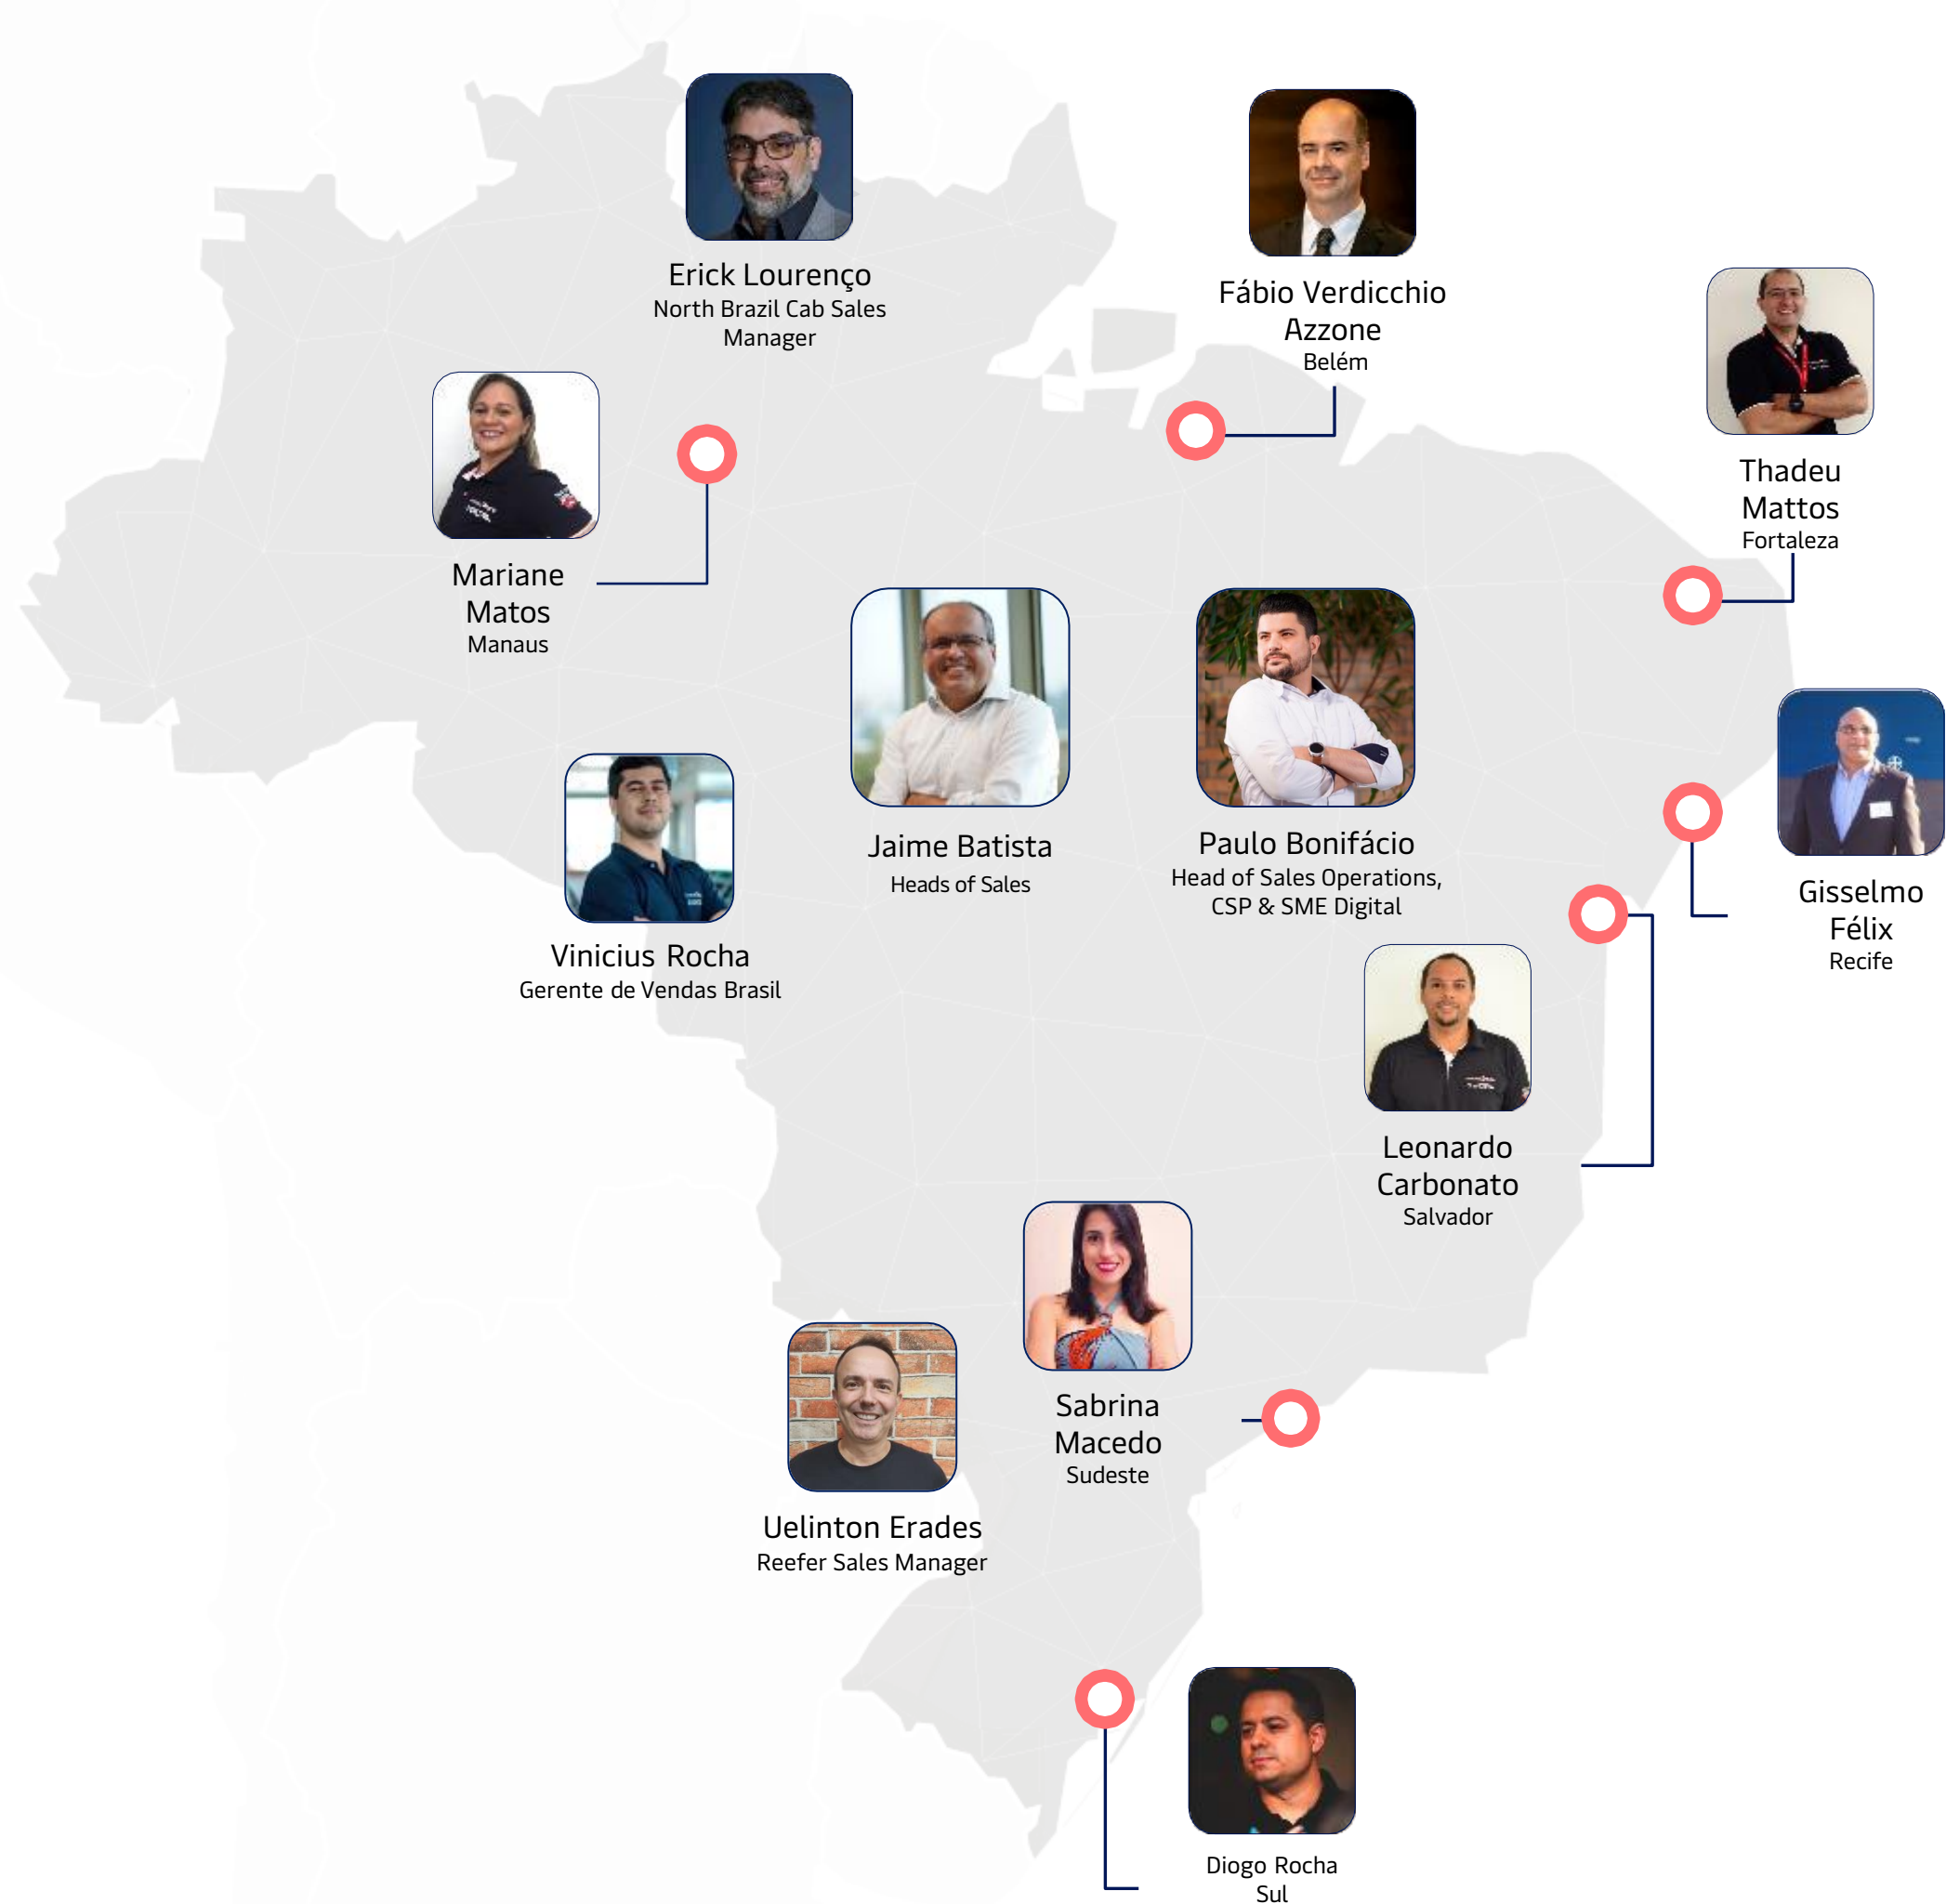 Erick Lourenço
North Brazil Cab Sales
Manager
Fábio Verdicchio
Azzone
Belém
Thadeu
Mattos
Fortaleza
Mariane
Matos
Manaus
Jaime Batista
Heads of Sales
Paulo Bonifácio
Head of Sales Operations,
CSP & SME Digital
Gisselmo
Félix
Recife
Vinicius Rocha
Gerente de Vendas Brasil
Leonardo
Carbonato
Salvador
Sabrina
Macedo
Sudeste
Uelinton Erades
Reefer Sales Manager
Diogo Rocha
Sul